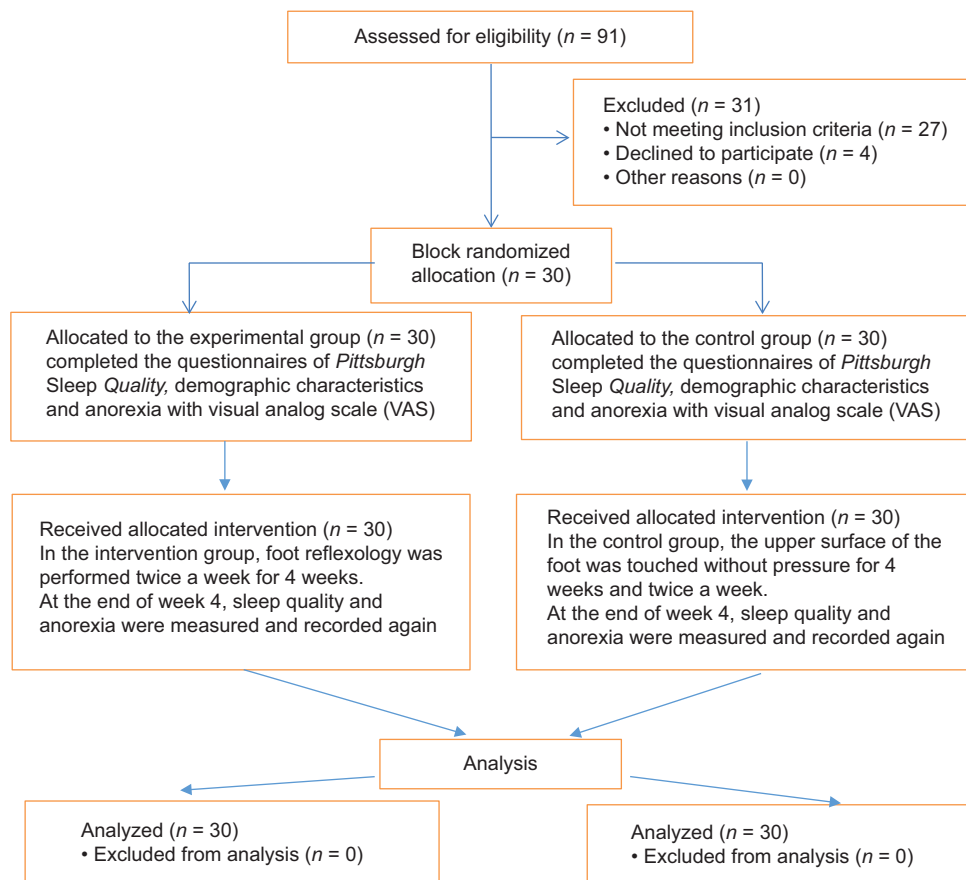 Assessed for eligibility (n = 91)
Excluded (n = 31)
• Not meeting inclusion criteria (n = 27)
• Declined to participate (n = 4)
• Other reasons (n = 0)
Block randomized
allocation (n = 30)
Allocated to the experimental group (n = 30)
completed the questionnaires of Pittsburgh
Sleep Quality, demographic characteristics
and anorexia with visual analog scale (VAS)
Allocated to the control group (n = 30)
completed the questionnaires of Pittsburgh
Sleep Quality, demographic characteristics
and anorexia with visual analog scale (VAS)
Received allocated intervention (n = 30)
In the intervention group, foot reflexology was
performed twice a week for 4 weeks.
At the end of week 4, sleep quality and
anorexia were measured and recorded again
Received allocated intervention (n = 30)
In the control group, the upper surface of the
foot was touched without pressure for 4
weeks and twice a week.
At the end of week 4, sleep quality and
anorexia were measured and recorded again
Analysis
Analyzed (n = 30)
• Excluded from analysis (n = 0)
Analyzed (n = 30)
• Excluded from analysis (n = 0)